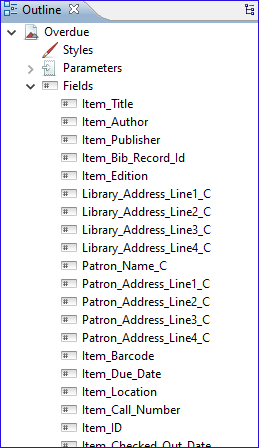 Outline
Overdue
Styles
Parameters
Fields
Item_Title
Item_Author
Item_Publisher
Item_Bib_Record_Id
Item_Edition
Library_Address_Line1_C
Library_Address_Line2_C
Library_Address_Line3_C
Library_Address_Line4_C
Patron_Name_C
Patron_Address_Line1_C
Patron_Address_Line2_C
Patron_Address_Line3_C
Patron_Address_Line4_C
Item_Barcode
Item_Due_Date
Item_Location
Item_Call_Number
Item_ID
Item_Checked_Out_Date